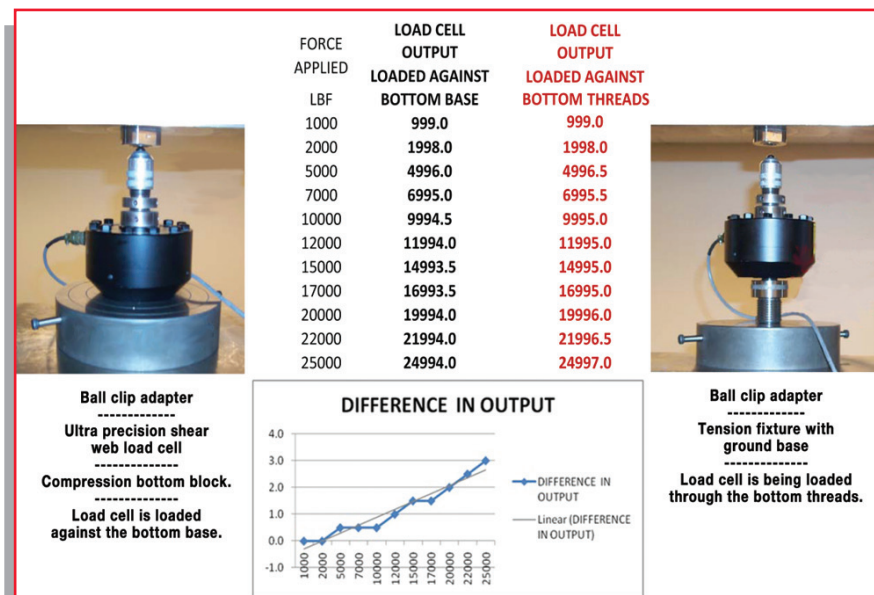 FORCE
APPLIED
LBF
LOAD CELL
OUTPUT
LOADED AGAINST
BOTTOM BASE
LOAD CELL
OUTPUT
LOADED AGAINST
BOTTOM THREADS
1000 999.0 999.0
2000 1998.0 1998.0
5000 4996.0 4996.5
7000 6995.0 6995.5
10000 9994.5 9995.0
12000 11994.0 11995.0
15000 14993.5 14995.0
17000 16993.5 16995.0
20000 19994.0 19996.0
22000 21994.0 21996.5
25000 24994.0 24997.0
Ball clip adapter
-------------
Ultra precision shear
web load cell
--------------
Compression bottom block.
-------------
Load cell is loaded
against the bottom base.
DIFFERENCE IN OUTPUT
4.0
3.0
2.0
1.0
0.0
-1.0
1000
2000
5000
7000
10000
12000
15000
17000
20000
22000
25000
DIFFERENCE IN
OUTPUT
Linear (DIFFERENCE
IN OUTPUT)
Ball clip adapter
-------------
Tension fixture with
ground base
--------------
Load cell is being loaded
through the bottom threads.